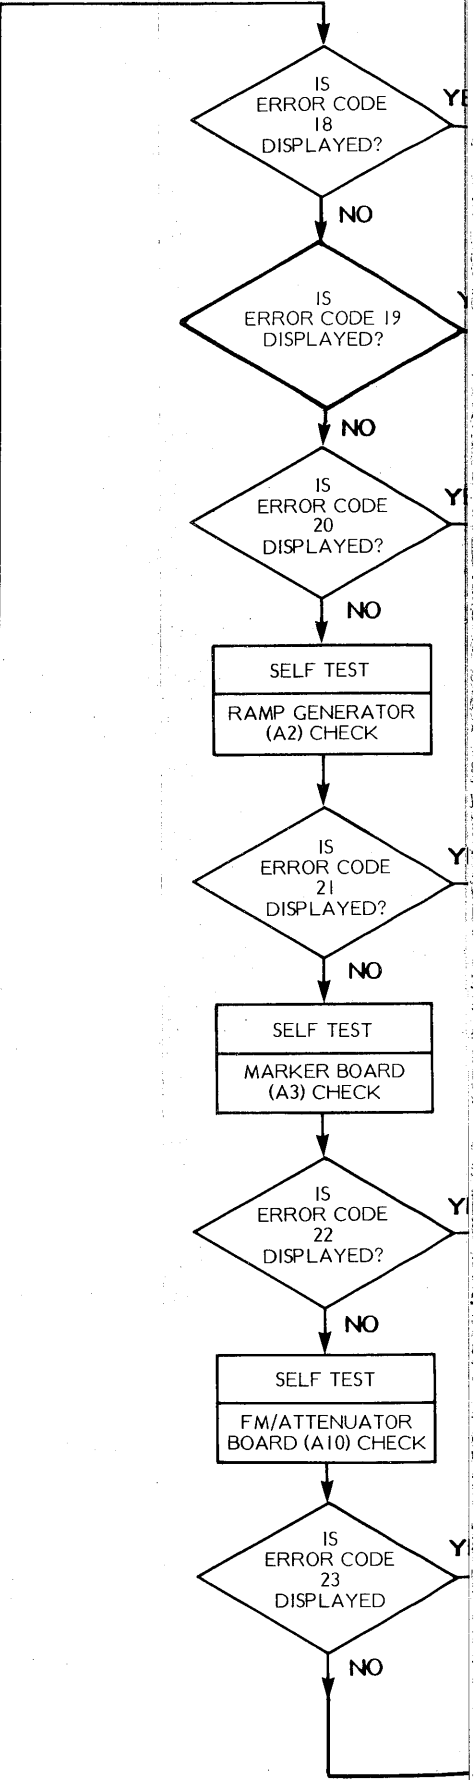 IS
ERROR CODE
18
DISPLAYED?
NO
IS
ERROR CODE 19
DISPLAYED?
NO
IS
ERROR CODE
20
DISPLAYED?
NO
SELF TEST
RAMP GENERATOR
(A2) CHECK
IS
ERROR CODE
21
DISPLAYED?
NO
SELF TEST
MARKER BOARD
(A3) CHECK
IS
ERROR CODE
22
DISPLAYED?
NO
SELF TEST
FM/ATTENUATOR
BOARD (A10) CHECK
IS
ERROR CODE
23
DISPLAYED
NO